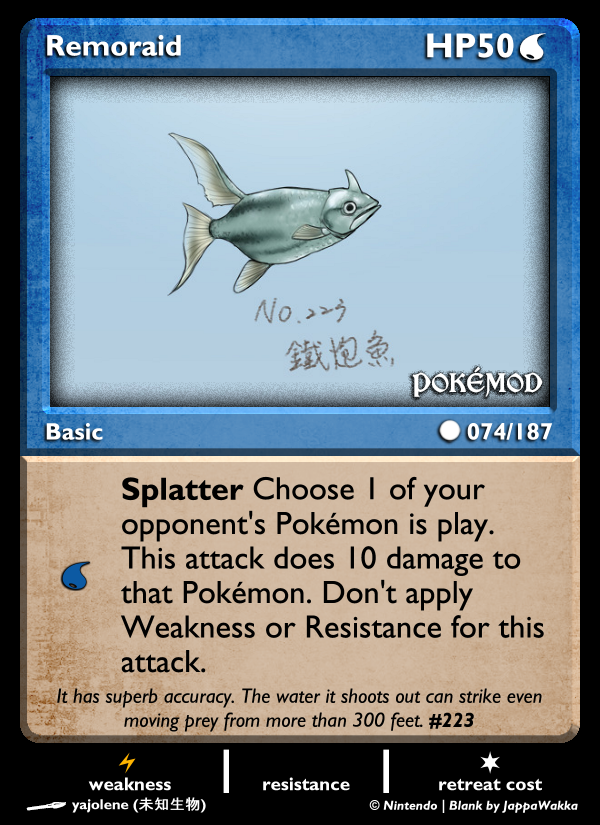 Remoraid HP50
No.223
鐵炮魚
POKÉMOD
Basic 074/187
Splatter Choose 1 of your
opponent's Pokémon is play.
This attack does 10 damage to
that Pokémon. Don't apply
Weakness or Resistance for this
attack.
It has superb accuracy. The water it shoots out can strike even
moving prey from more than 300 feet. #223
weakness resistance retreat cost
yajolene (未知生物) © Nintendo | Blank by JappaWakka